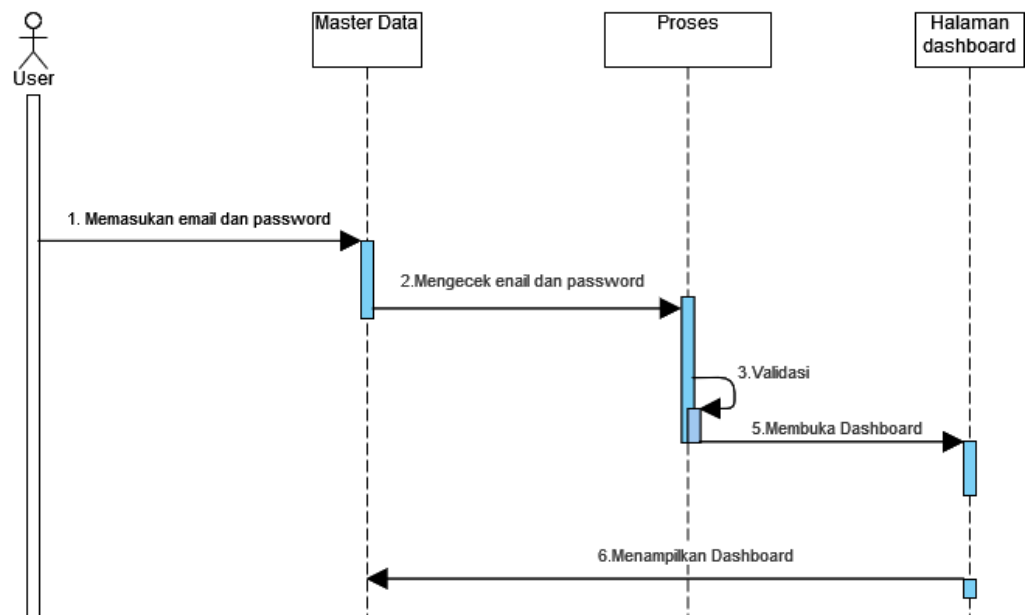 Master Data
Proses
Halaman
dashboard
User
1. Memasukan email dan password
2.Mengecek enail dan password
3.Validasi
5.Membuka Dashboard
6.Menampilkan Dashboard